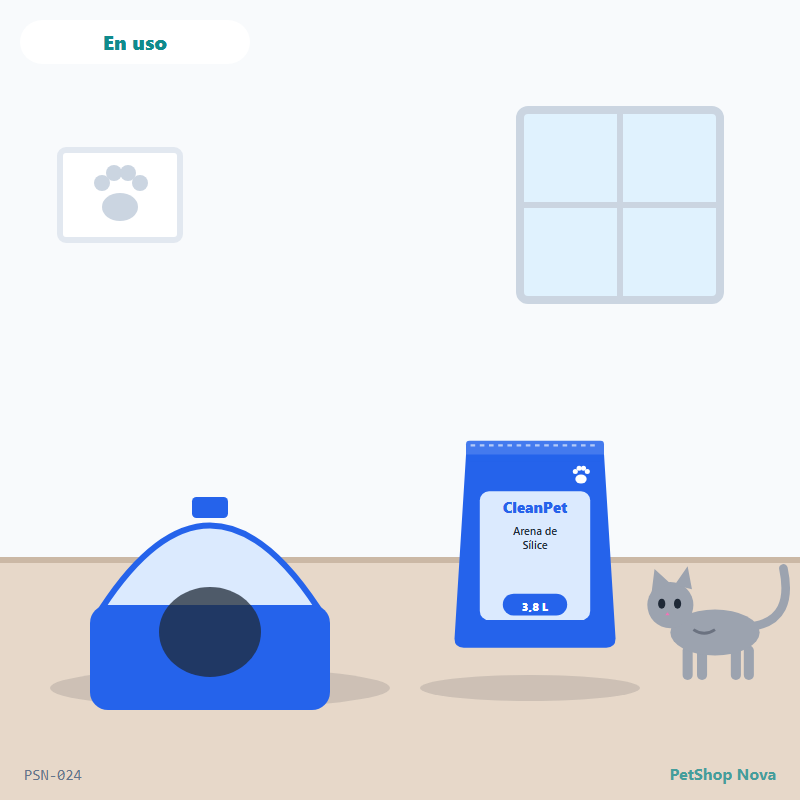 En uso
CleanPet
Arena de
Sílice
3,8 L
PSN-024
PetShop Nova